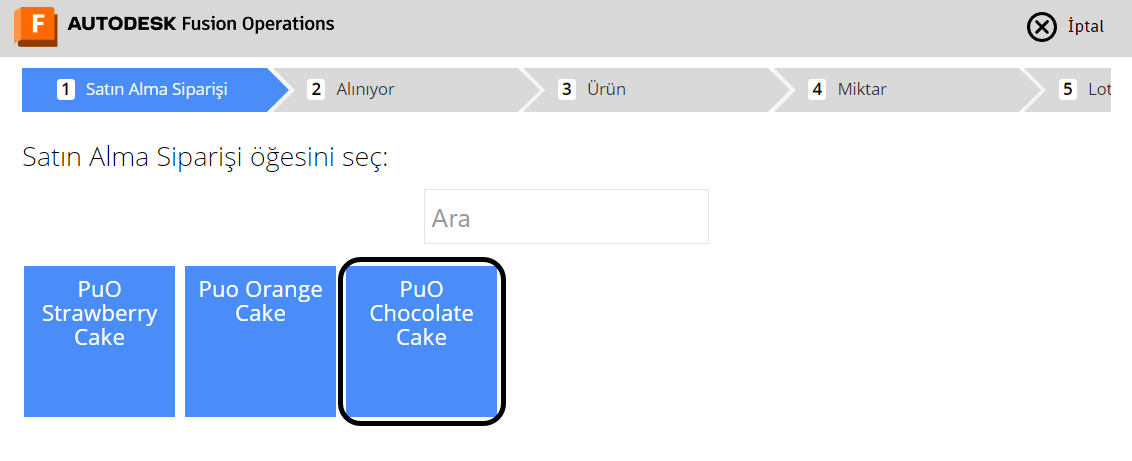 F AUTODESK Fusion Operations
İptal
1 Satın Alma Siparişi
2 Alınıyor
3 Ürün
4 Miktar
5 Lot
Satın Alma Siparişi öğesini seç:
Ara
PuO
Strawberry
Cake
Puo Orange
Cake
PuO
Chocolate
Cake